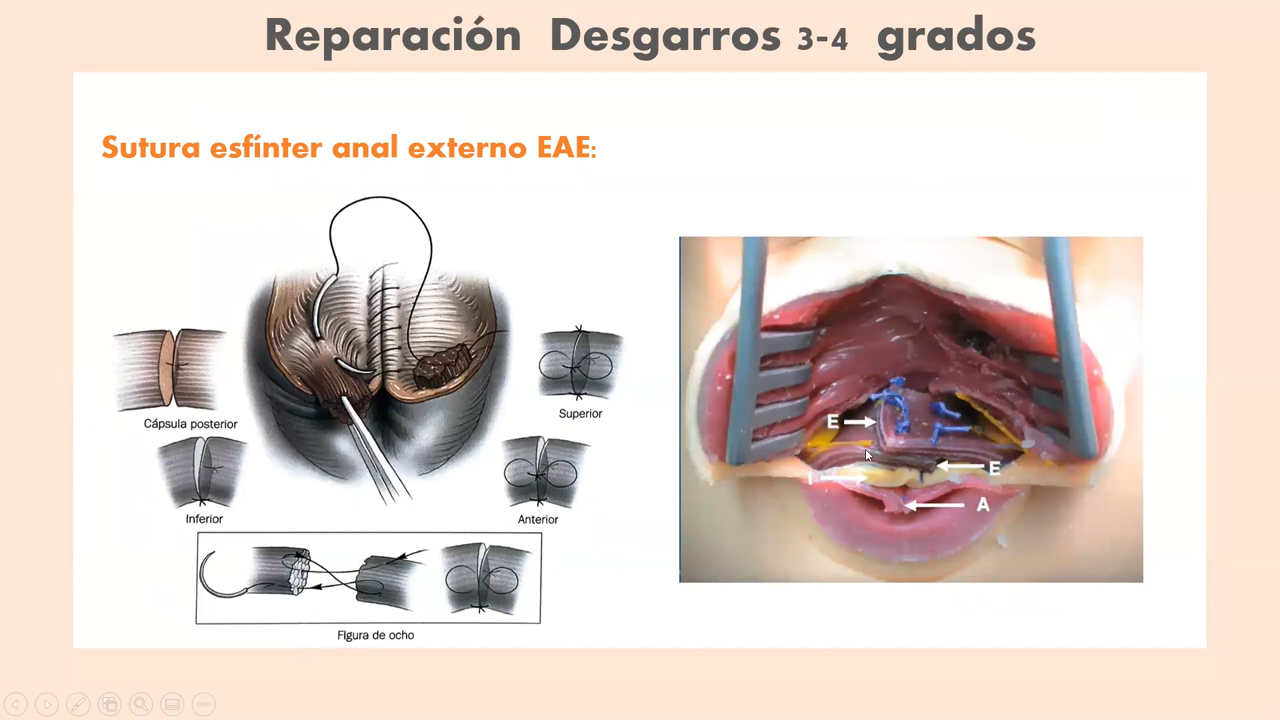 Reparación Desgarros 3-4 grados
Sutura esfínter anal externo EAE:
Cápsula posterior
Superior
Inferior
Anterior
Figura de ocho
E
E
I
A